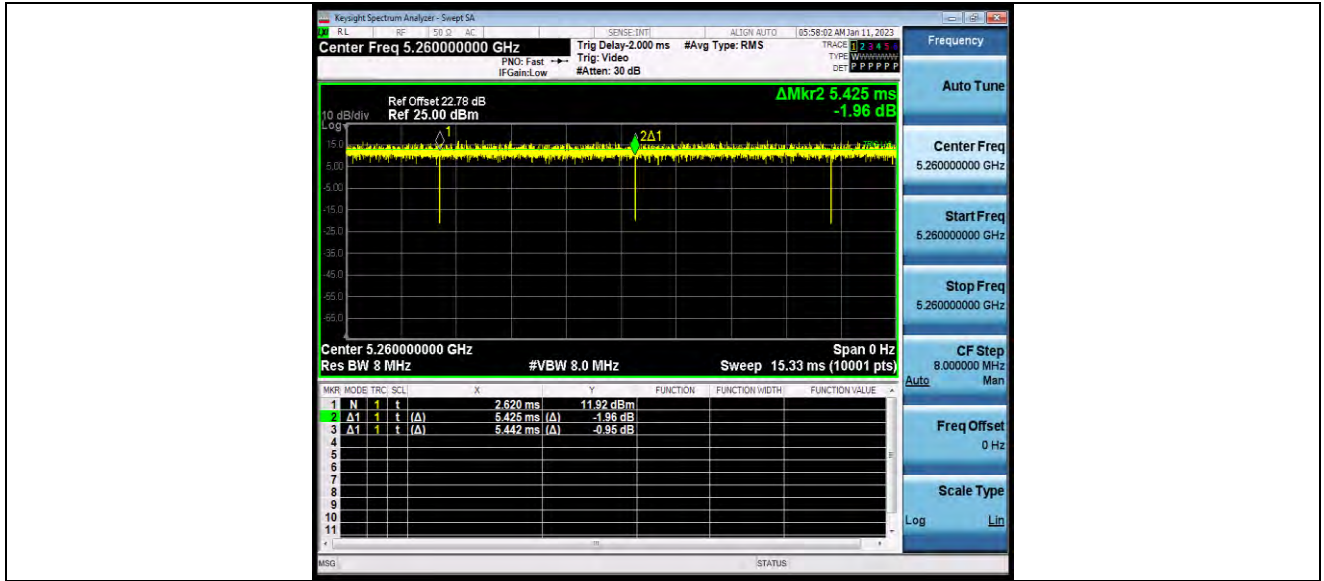 Keysight Spectrum Analyzer - Swept SA
RL RF 50 Ω AC SENSE:INT ALIGN AUTO 05:58:02 AM Jan 11, 2023
Center Freq 5.260000000 GHz
PNO: Fast
IFGain:Low
Trig Delay-2.000 ms
Trig: Video
#Atten: 30 dB
#Avg Type: RMS
TRACE 1 2 3 4 5 6
TYPE W
DET P P P P P P
Ref Offset 22.78 dB
10 dB/div Ref 25.00 dBm
ΔMkr2 5.425 ms
-1.96 dB
Log
15.0
5.00
-5.00
-15.0
-25.0
-35.0
-45.0
-55.0
-65.0
1
2Δ1
Center 5.260000000 GHz Span 0 Hz
Res BW 8 MHz #VBW 8.0 MHz Sweep 15.33 ms (10001 pts)
MKR MODE TRC SCL X Y FUNCTION FUNCTION WIDTH FUNCTION VALUE
1 N 1 t 2.620 ms 11.92 dBm
2 Δ1 1 t (Δ) 5.425 ms (Δ) -1.96 dB
3 Δ1 1 t (Δ) 5.442 ms (Δ) -0.95 dB
4
5
6
7
8
9
10
11
MSG STATUS
Frequency
Auto Tune
Center Freq
5.260000000 GHz
Start Freq
5.260000000 GHz
Stop Freq
5.260000000 GHz
CF Step
8.000000 MHz
Auto Man
Freq Offset
0 Hz
Scale Type
Log Lin